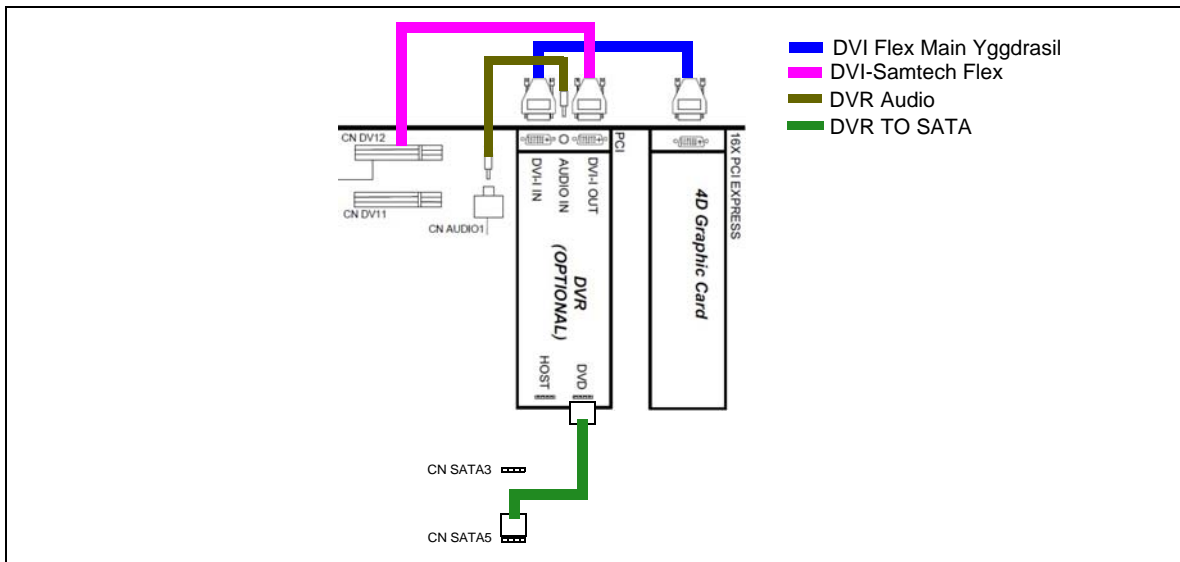 DVI Flex Main Yggdrasil
DVI-Samtech Flex
DVR Audio
DVR TO SATA
CN DV12
CN DV11
CN AUDIO1
DVI-I IN
AUDIO IN
DVI-I OUT
PCI
DVR
(OPTIONAL)
HOST
DVD
16X PCI EXPRESS
4D Graphic Card
CN SATA3
CN SATA5